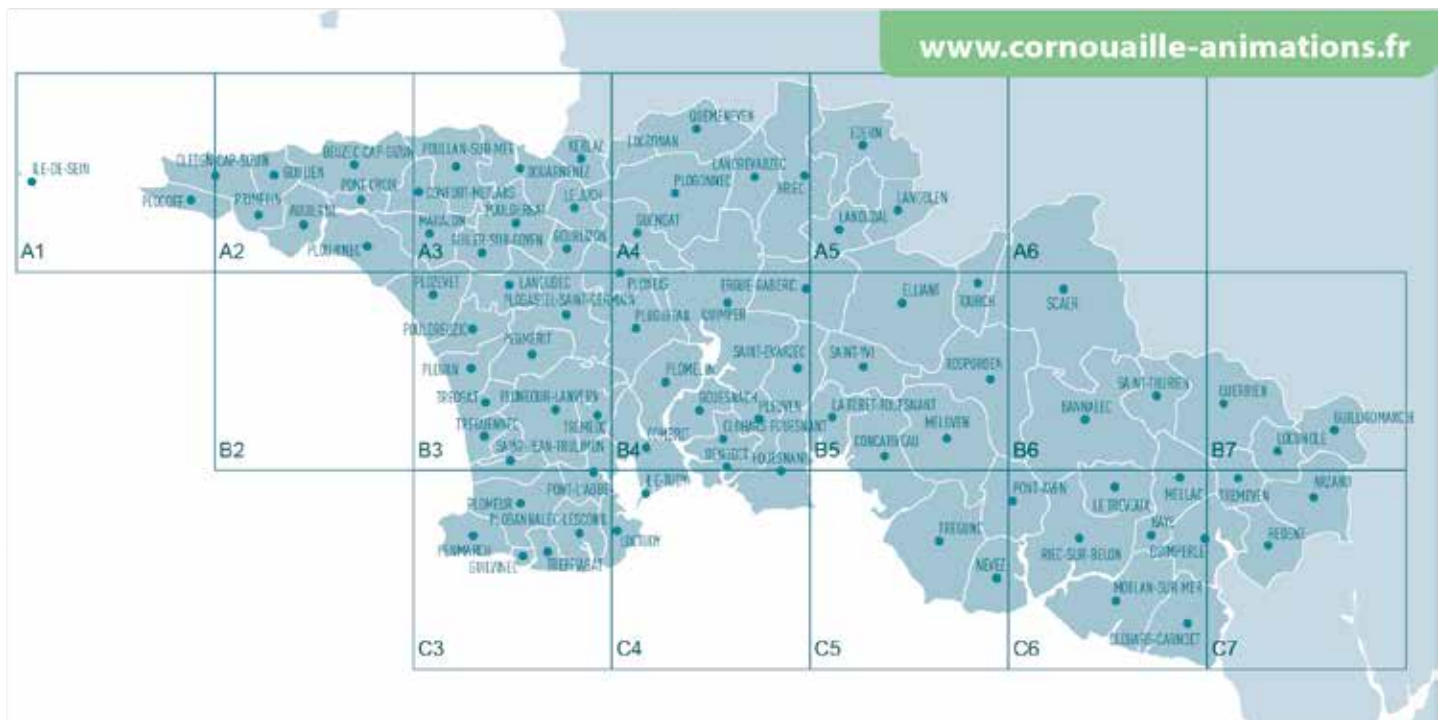 www.cornouaille-animations.fr
QUEMENEVEN
EDERN
LOCRONAN
BEUZEC-CAP-SIZUN
POULLAN-SUR-MER
KERLAZ
CLEDEN-CAP-SIZUN
GOULIEN
DOUARNENEZ
LANDREVARZEC
ILE-DE-SEIN
PLOGONNEC
BRIEC
PONT-CROIX
CONFORT-MEILARS
LE JUCH
LANGOLEN
PLOGOFF
PRIMELIN
AUDIERNE
POULDERGAT
LANDUDAL
MAHALON
GUENGAT
GUILER-SUR-GOYEN
GOURLIZON
PLOUHINEC
A1
A2
A3
A4
A5
A6
PLOZEVET
LANDUDEC
PLONEIS
ERGUE-GABERIC
ELLIANT
TOURCH
SCAER
PLOGASTEL-SAINT-GERMAIN
PLUGUFFAN
QUIMPER
POULDREUZIC
PEUMERIT
SAINT-EVARZEC
SAINT-YVI
ROSPORDEN
PLOVAN
PLOMELIN
SAINT-THURIEN
GUERRIEN
TREOGAT
PLONEOUR-LANVERN
GOUESNACH
PLEUVEN
LA FORET-FOUESNANT
BANNALEC
GUILLIGOMARCH
TREMEOC
MELGVEN
TREGUENNEC
CLOHARS-FOUESNANT
CONCARNEAU
LOCUNOLE
SAINT-JEAN-TROLIMON
COMBRIT
BENODET
FOUESNANT
B2
B3
B4
B5
B6
B7
PONT-L'ABBE
ILE-TUDY
PONT-AVEN
LE TREVOUX
MELLAC
TREMEVEN
ARZANO
PLOMEUR
PLOBANNALEC-LESCONIL
LOCTUDY
TREGUNC
BAYE
REDENE
PENMARCH
RIEC-SUR-BELON
QUIMPERLE
GUILVINEC
TREFFIAGAT
NEVEZ
MOELAN-SUR-MER
CLOHARS-CARNOET
C3
C4
C5
C6
C7